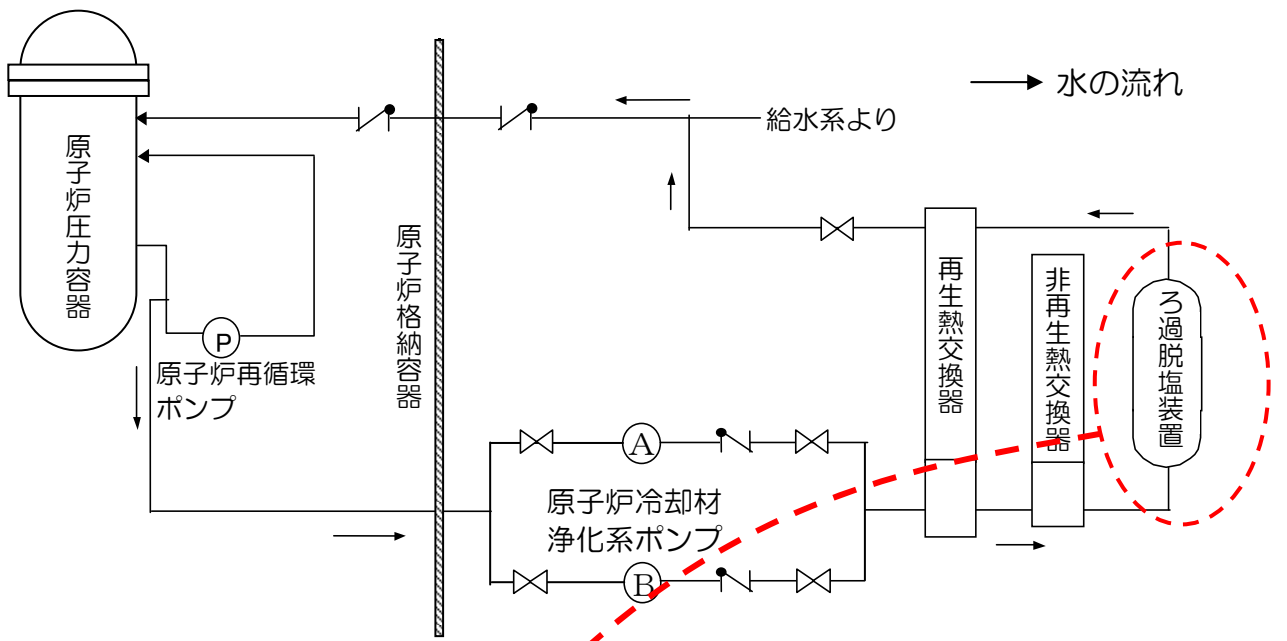 水の流れ
給水系より
原子炉圧力容器
原子炉格納容器
再生熱交換器
非再生熱交換器
ろ過脱塩装置
P
原子炉再循環
ポンプ
A
原子炉冷却材
浄化系ポンプ
B